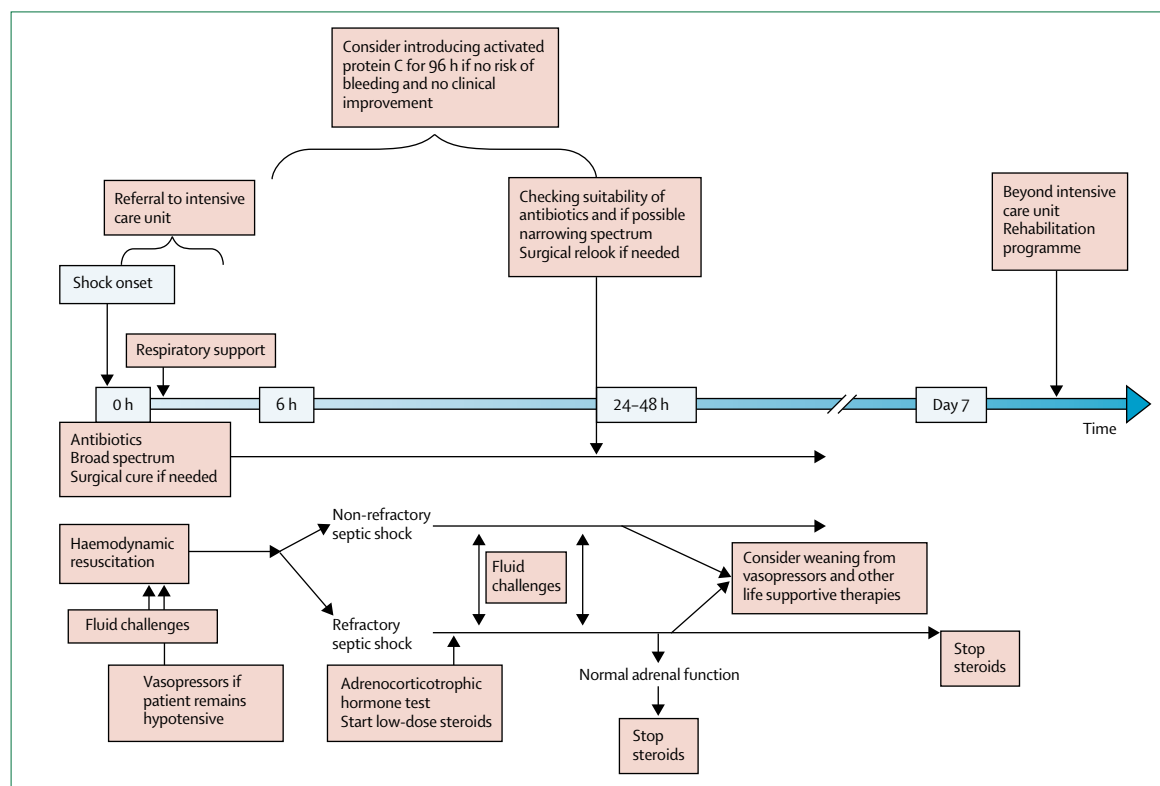 Consider introducing activated
protein C for 96 h if no risk of
bleeding and no clinical
improvement
Referral to intensive
care unit
Checking suitability of
antibiotics and if possible
narrowing spectrum
Surgical relook if needed
Beyond intensive
care unit
Rehabilitation
programme
Shock onset
Respiratory support
0 h
6 h
24–48 h
Day 7
Time
Antibiotics
Broad spectrum
Surgical cure if needed
Haemodynamic
resuscitation
Non-refractory
septic shock
Fluid
challenges
Consider weaning from
vasopressors and other
life supportive therapies
Fluid challenges
Refractory
septic shock
Vasopressors if
patient remains
hypotensive
Adrenocorticotrophic
hormone test
Start low-dose steroids
Normal adrenal function
Stop
steroids
Stop
steroids